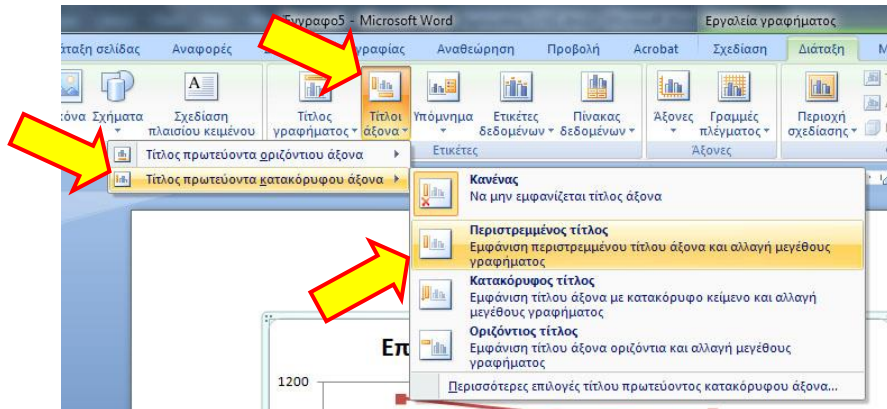 Έγγραφο5 - Microsoft Word
Εργαλεία γραφήματος
σελίδας Αναφορές Αναθεώρηση Προβολή Acrobat Σχεδίαση Διάταξη
Σχήματα
Σχεδίαση πλαισίου κειμένου
Τίτλος γραφήματος
Τίτλοι άξονα
Υπόμνημα
Ετικέτες δεδομένων
Πίνακας δεδομένων
Άξονες
Γραμμές πλέγματος
Περιοχή σχεδίασης
Ετικέτες
Άξονες
Τίτλος πρωτεύοντα οριζόντιου άξονα
Τίτλος πρωτεύοντα κατακόρυφου άξονα
Κανένας
Να μην εμφανίζεται τίτλος άξονα
Περιστρεμμένος τίτλος
Εμφάνιση περιστρεμμένου τίτλου άξονα και αλλαγή μεγέθους
γραφήματος
Κατακόρυφος τίτλος
Εμφάνιση τίτλου άξονα με κατακόρυφο κείμενο και αλλαγή
μεγέθους γραφήματος
Οριζόντιος τίτλος
Εμφάνιση τίτλου άξονα οριζόντια και αλλαγή μεγέθους
γραφήματος
Περισσότερες επιλογές τίτλου πρωτεύοντος κατακόρυφου άξονα...
Επ
1200